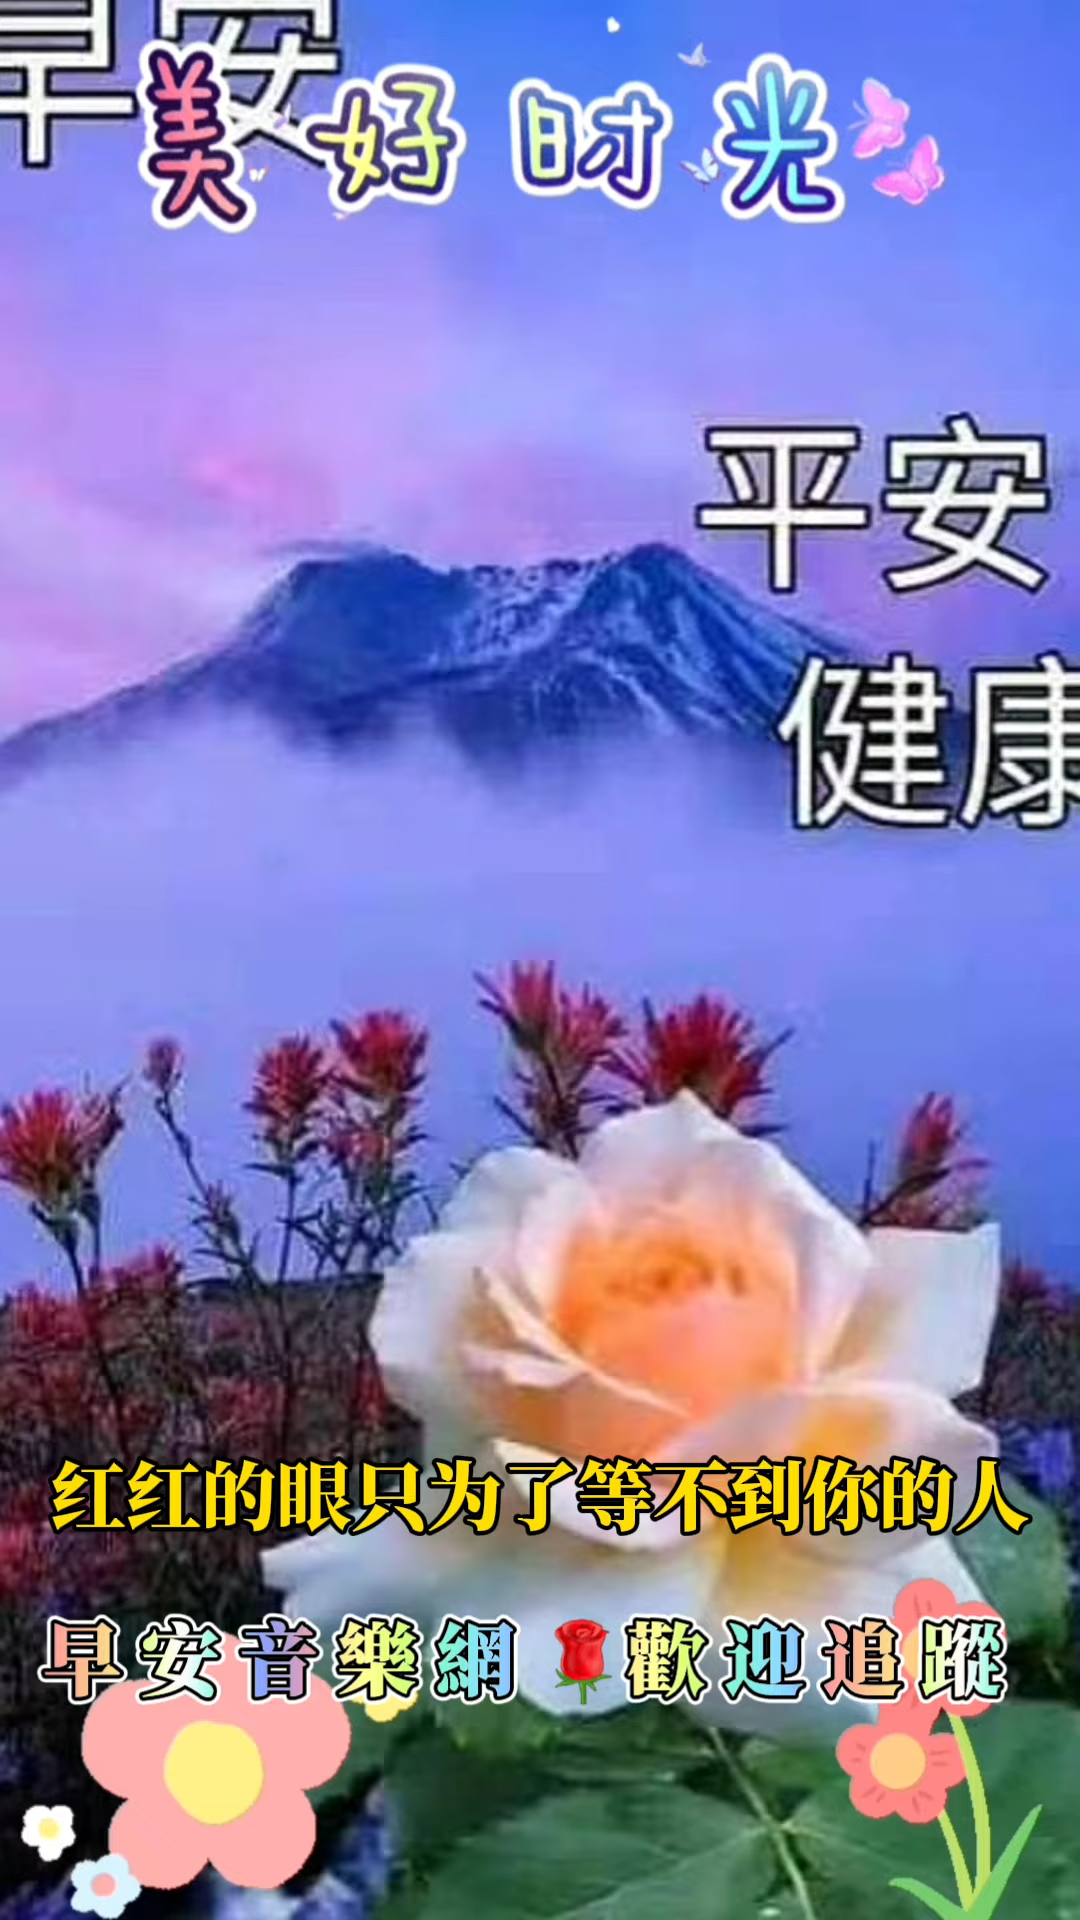 早安
美好时光
平安
健康
红红的眼只为了等不到你的人
早安音樂網🌹歡迎追蹤